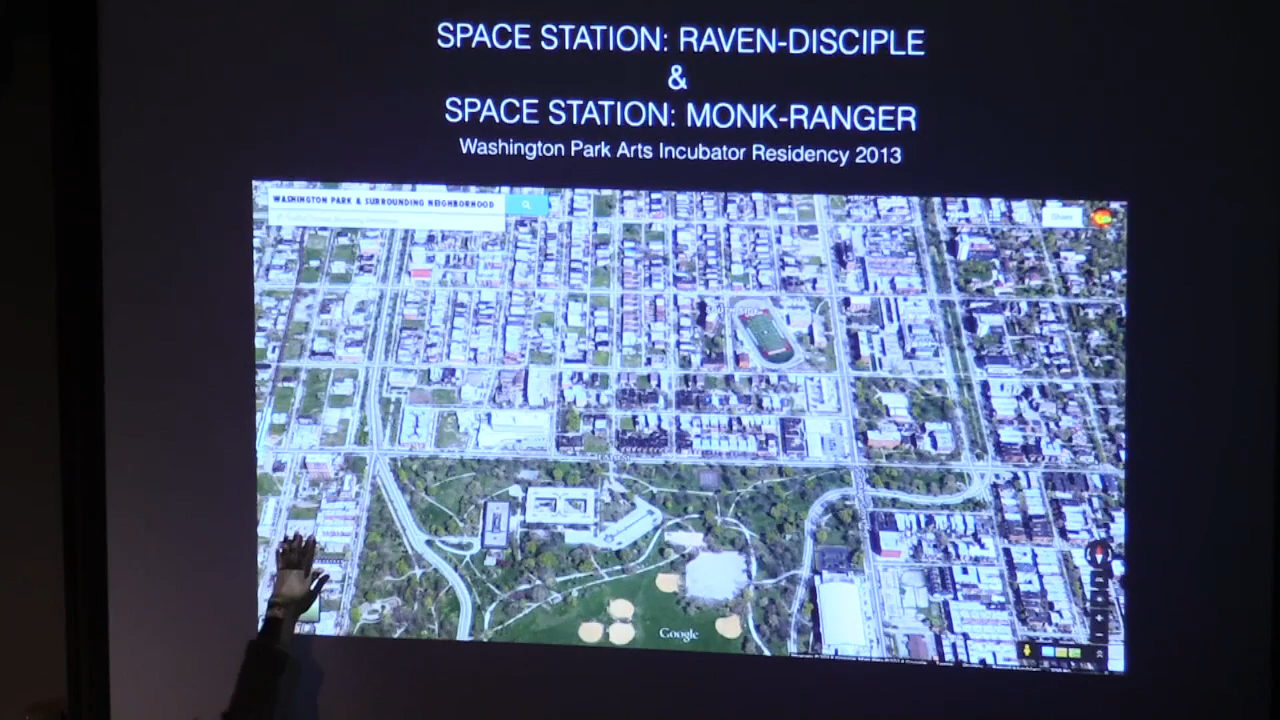 SPACE STATION: RAVEN-DISCIPLE
&
SPACE STATION: MONK-RANGER
Washington Park Arts Incubator Residency 2013
WASHINGTON PARK & SURROUNDING NEIGHBORHOOD
Share
Google